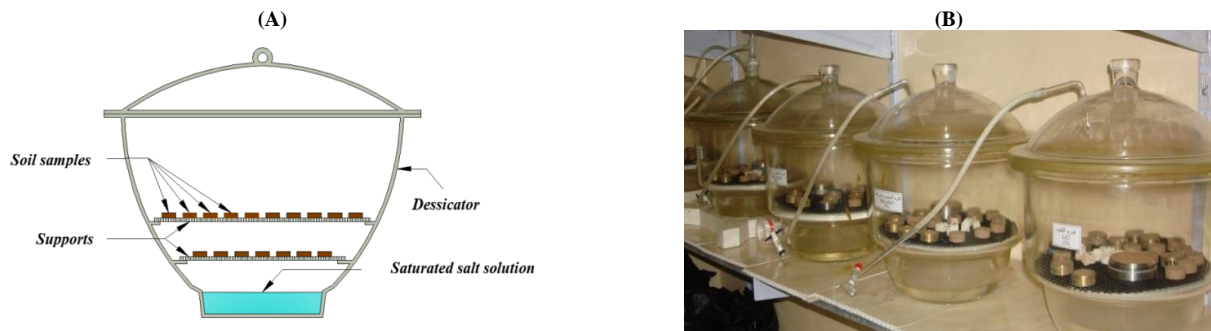 (A)
(B)
Soil samples
Dessicator
Supports
Saturated salt solution